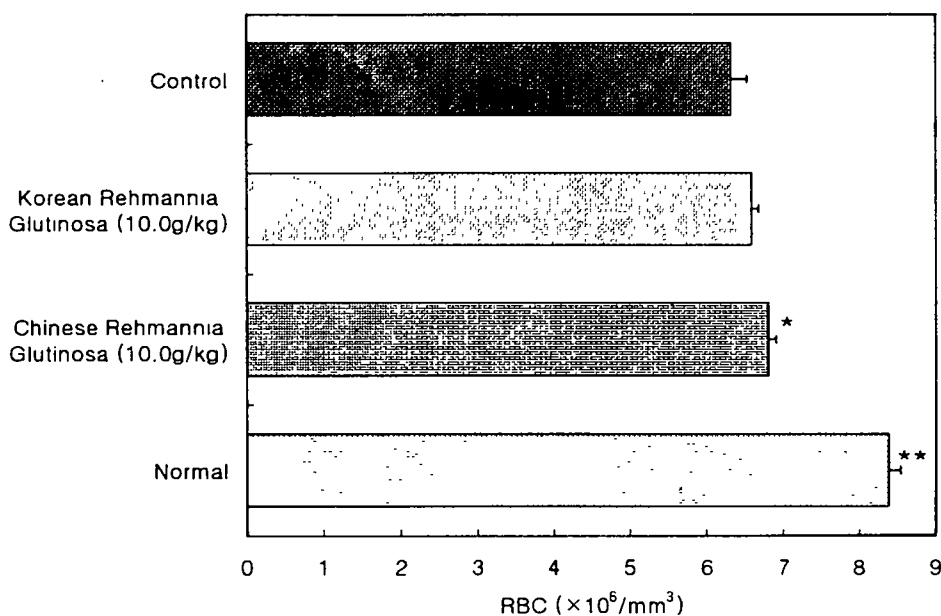 Control
Korean Rehmannia
Glutinosa (10.0g/kg)
Chinese Rehmannia
Glutinosa (10.0g/kg)
Normal
*
**
0 1 2 3 4 5 6 7 8 9
RBC (×10⁶/mm³)